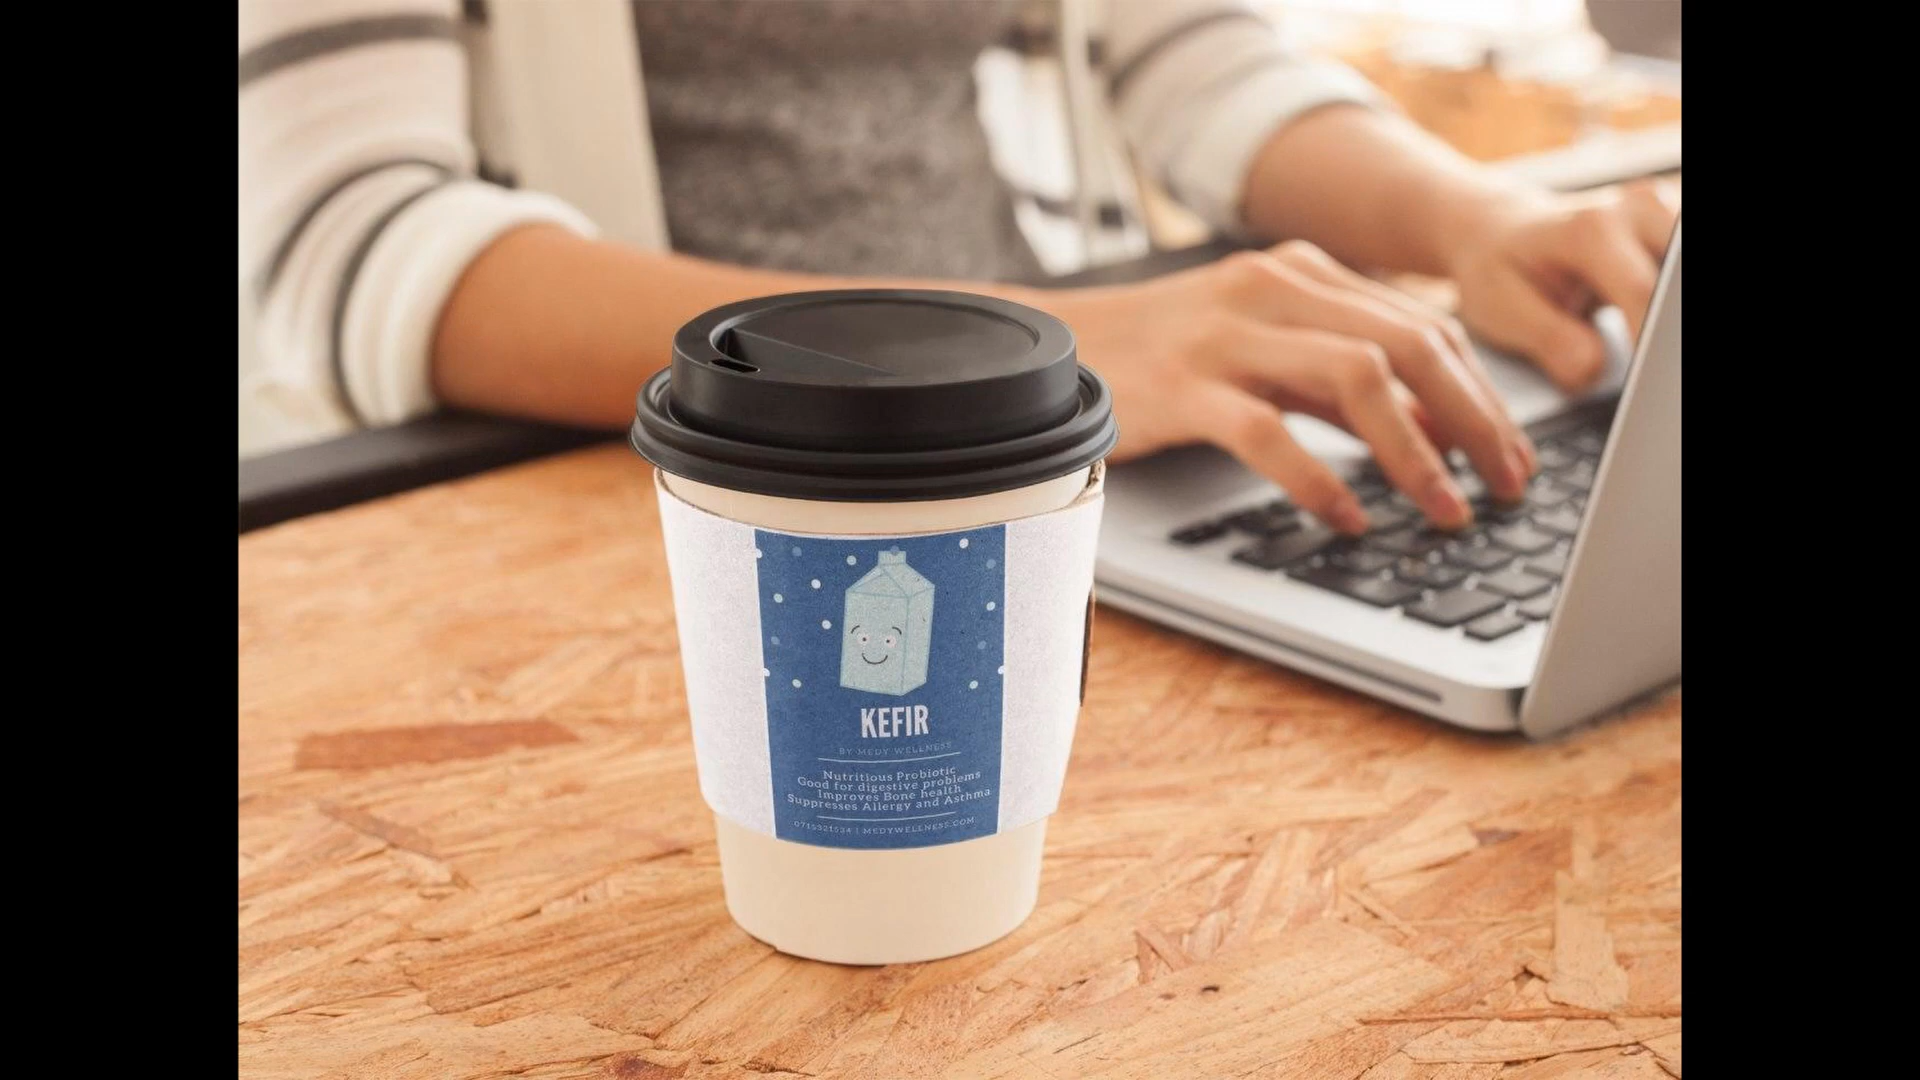 KEFIR
BY MEDY WELLNESS
Nutritious Probiotic
Good for digestive problems
Improves Bone health
Suppresses Allergy and Asthma
0715321534 | MEDYWELLNESS.COM